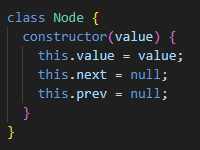 class Node {
  constructor(value) {
    this.value = value;
    this.next = null;
    this.prev = null;
  }
}